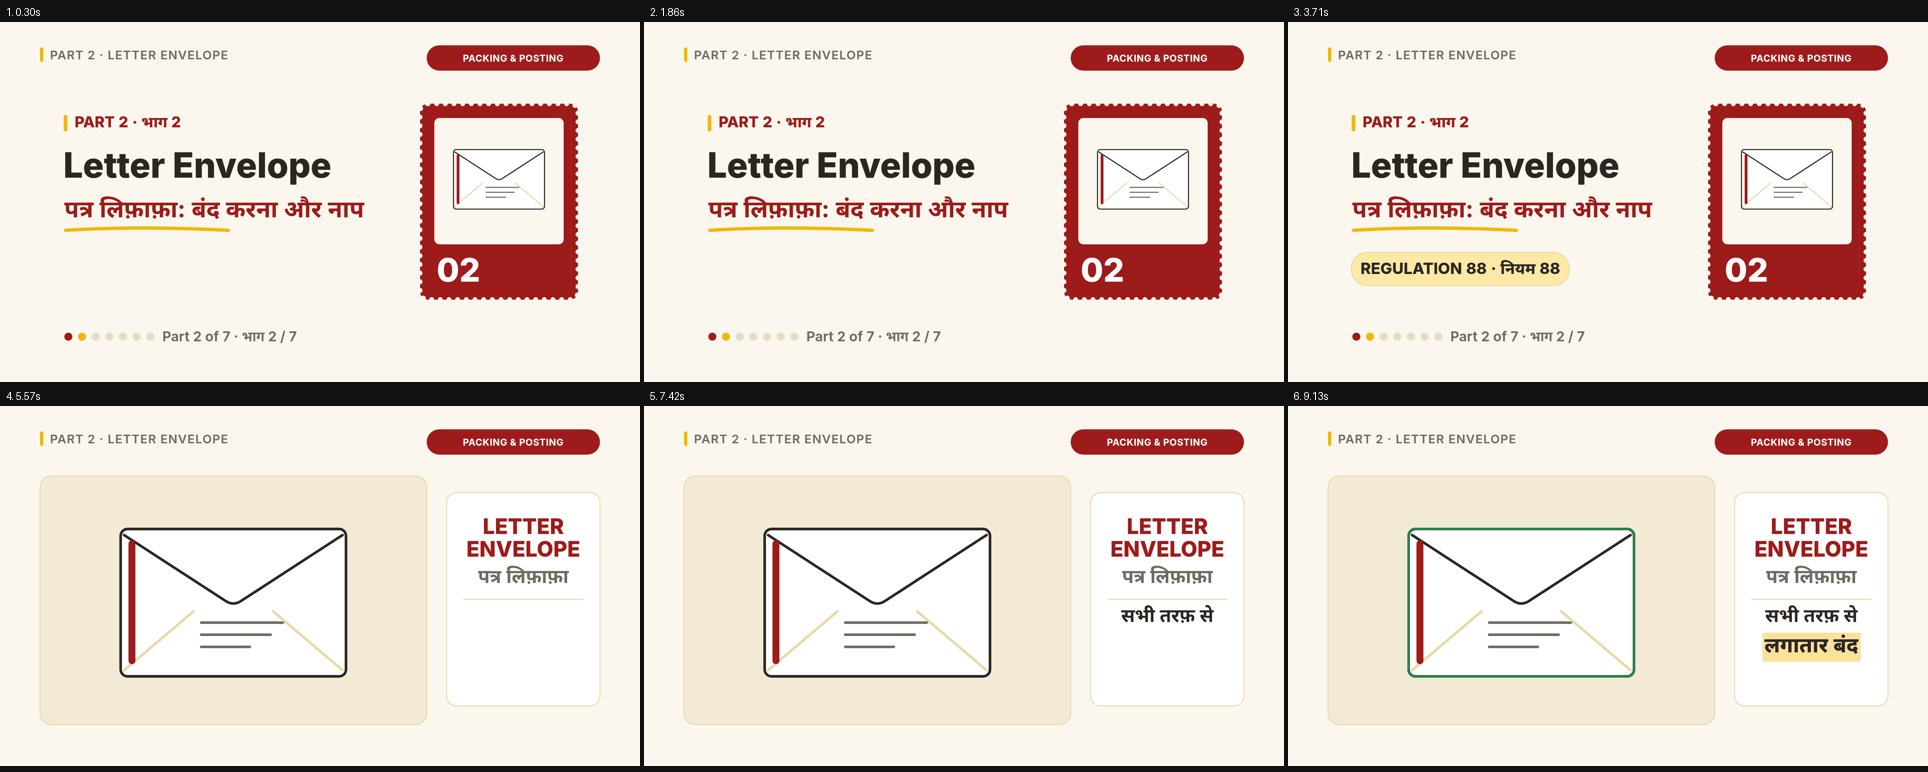 1. 0.30s
PART 2 · LETTER ENVELOPE
PACKING & POSTING
PART 2 · भाग 2
Letter Envelope
पत्र लिफ़ाफ़ा: बंद करना और नाप
02
Part 2 of 7 · भाग 2 / 7
2. 1.86s
PART 2 · LETTER ENVELOPE
PACKING & POSTING
PART 2 · भाग 2
Letter Envelope
पत्र लिफ़ाफ़ा: बंद करना और नाप
02
Part 2 of 7 · भाग 2 / 7
3. 3.71s
PART 2 · LETTER ENVELOPE
PACKING & POSTING
PART 2 · भाग 2
Letter Envelope
पत्र लिफ़ाफ़ा: बंद करना और नाप
REGULATION 88 · नियम 88
02
Part 2 of 7 · भाग 2 / 7
4. 5.57s
PART 2 · LETTER ENVELOPE
PACKING & POSTING
LETTER
ENVELOPE
पत्र लिफ़ाफ़ा
5. 7.42s
PART 2 · LETTER ENVELOPE
PACKING & POSTING
LETTER
ENVELOPE
पत्र लिफ़ाफ़ा
सभी तरफ़ से
6. 9.13s
PART 2 · LETTER ENVELOPE
PACKING & POSTING
LETTER
ENVELOPE
पत्र लिफ़ाफ़ा
सभी तरफ़ से
लगातार बंद